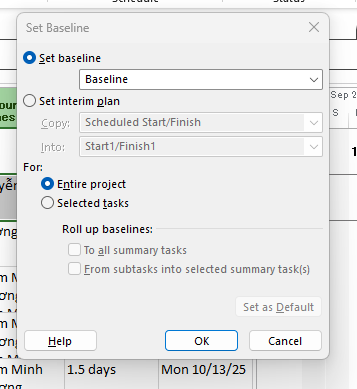 Schedule
Status
Set Baseline
Set baseline
Baseline
Set interim plan
Copy: Scheduled Start/Finish
Into: Start1/Finish1
For:
Entire project
Selected tasks
Roll up baselines:
To all summary tasks
From subtasks into selected summary task(s)
Set as Default
Help OK Cancel
Sep 2
S M
1
m Minh 1.5 days Mon 10/13/25